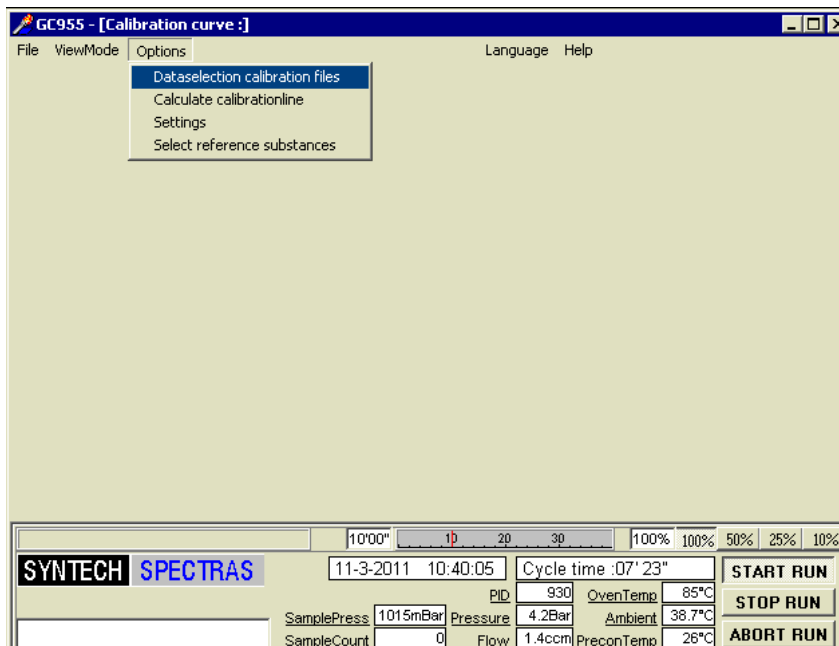 GC955 - [Calibration curve :]
File ViewMode Options Language Help
Dataselection calibration files
Calculate calibrationline
Settings
Select reference substances
10'00" 10 20 30 100% 100% 50% 25% 10%
SYNTECH SPECTRAS 11-3-2011 10:40:05 Cycle time :07' 23" START RUN
PID 930 OvenTemp 85°C STOP RUN
SamplePress 1015mBar Pressure 4.2Bar Ambient 38.7°C
SampleCount 0 Flow 1.4ccm PreconTemp 26°C ABORT RUN